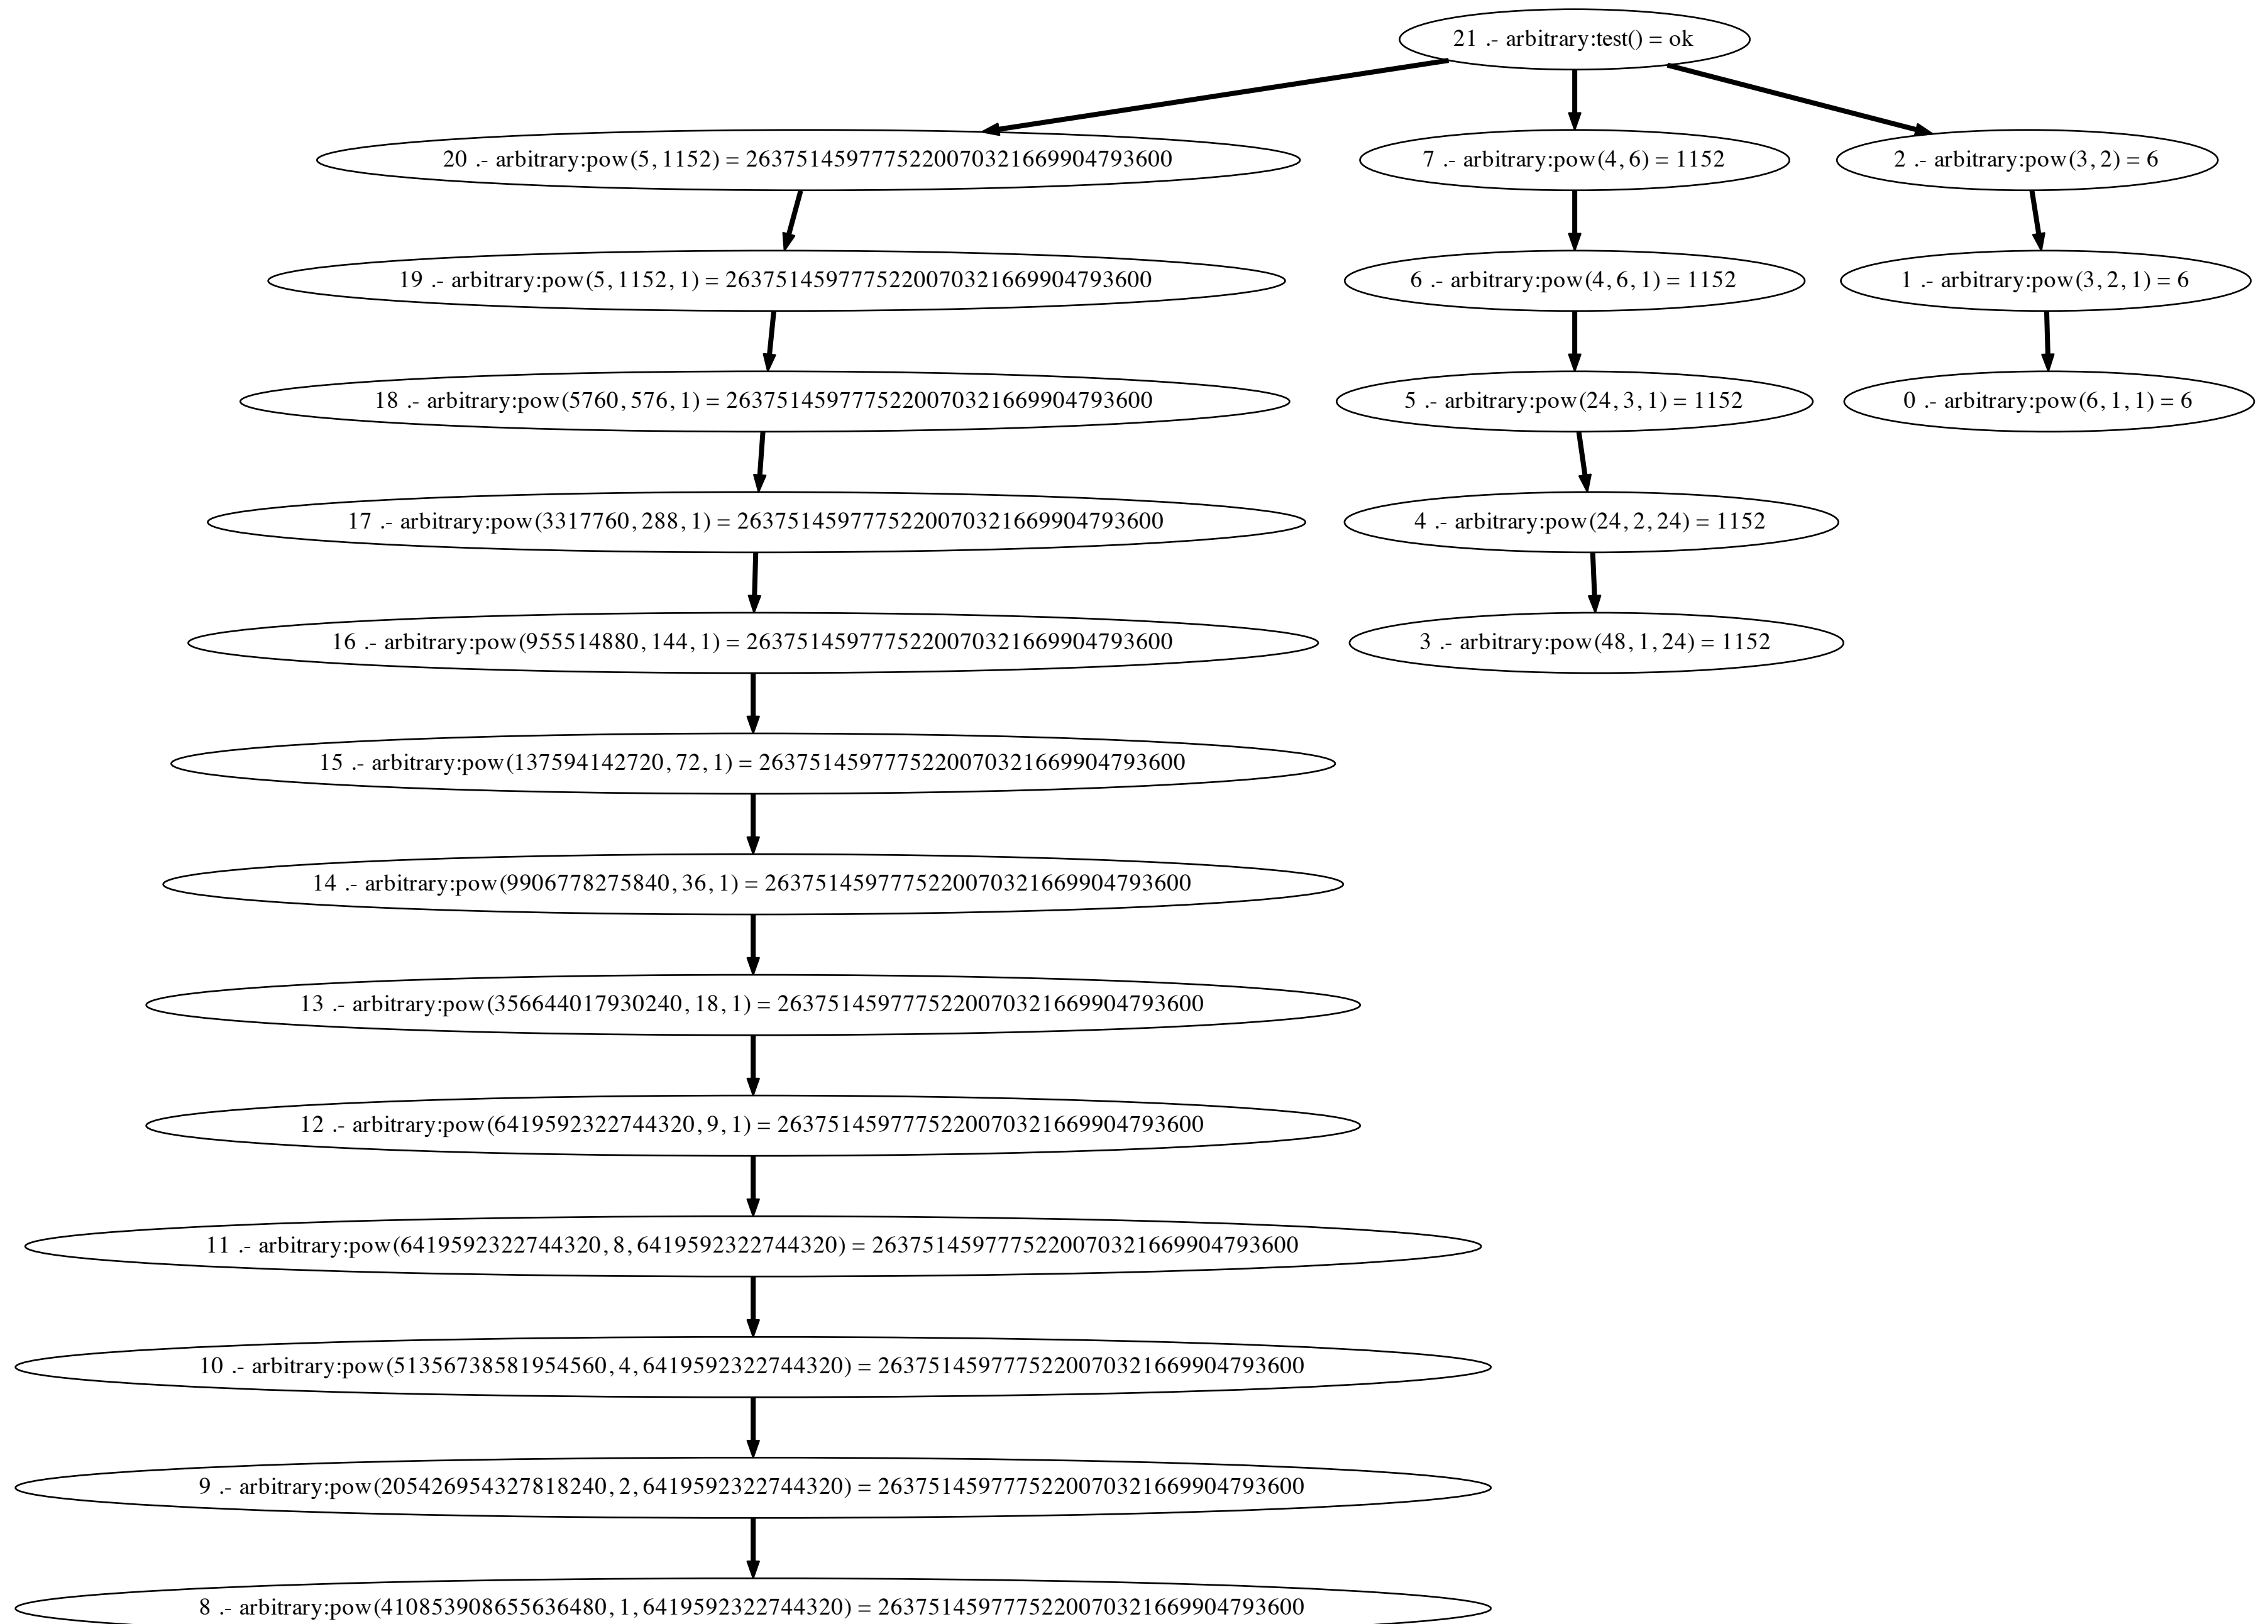 21 .- arbitrary:test() = ok
20 .- arbitrary:pow(5, 1152) = 2637514597775220070321669904793600
7 .- arbitrary:pow(4, 6) = 1152
2 .- arbitrary:pow(3, 2) = 6
19 .- arbitrary:pow(5, 1152, 1) = 2637514597775220070321669904793600
6 .- arbitrary:pow(4, 6, 1) = 1152
1 .- arbitrary:pow(3, 2, 1) = 6
18 .- arbitrary:pow(5760, 576, 1) = 2637514597775220070321669904793600
5 .- arbitrary:pow(24, 3, 1) = 1152
0 .- arbitrary:pow(6, 1, 1) = 6
17 .- arbitrary:pow(3317760, 288, 1) = 2637514597775220070321669904793600
4 .- arbitrary:pow(24, 2, 24) = 1152
16 .- arbitrary:pow(955514880, 144, 1) = 2637514597775220070321669904793600
3 .- arbitrary:pow(48, 1, 24) = 1152
15 .- arbitrary:pow(137594142720, 72, 1) = 2637514597775220070321669904793600
14 .- arbitrary:pow(9906778275840, 36, 1) = 2637514597775220070321669904793600
13 .- arbitrary:pow(356644017930240, 18, 1) = 2637514597775220070321669904793600
12 .- arbitrary:pow(6419592322744320, 9, 1) = 2637514597775220070321669904793600
11 .- arbitrary:pow(6419592322744320, 8, 6419592322744320) = 2637514597775220070321669904793600
10 .- arbitrary:pow(51356738581954560, 4, 6419592322744320) = 2637514597775220070321669904793600
9 .- arbitrary:pow(205426954327818240, 2, 6419592322744320) = 2637514597775220070321669904793600
8 .- arbitrary:pow(410853908655636480, 1, 6419592322744320) = 2637514597775220070321669904793600